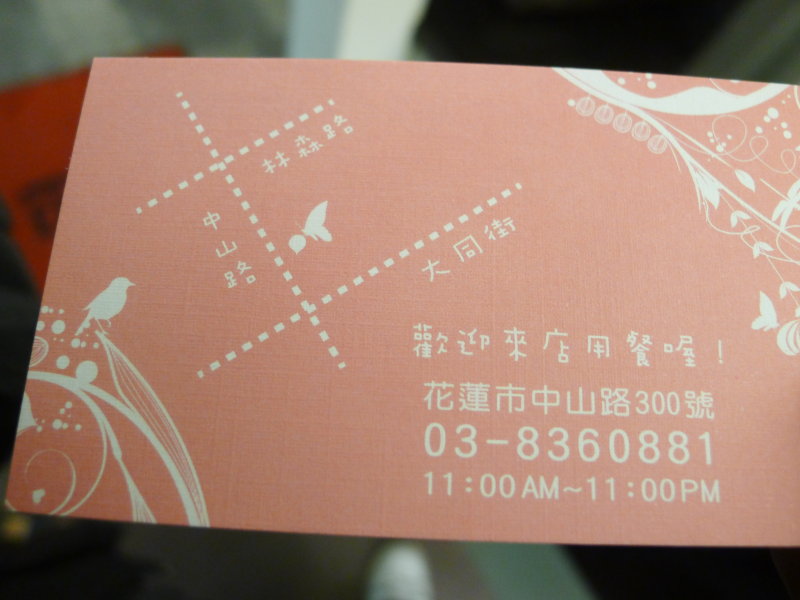 林森路
中山路
大同街
歡迎來店用餐喔！
花蓮市中山路300號
03-8360881
11:00AM~11:00PM